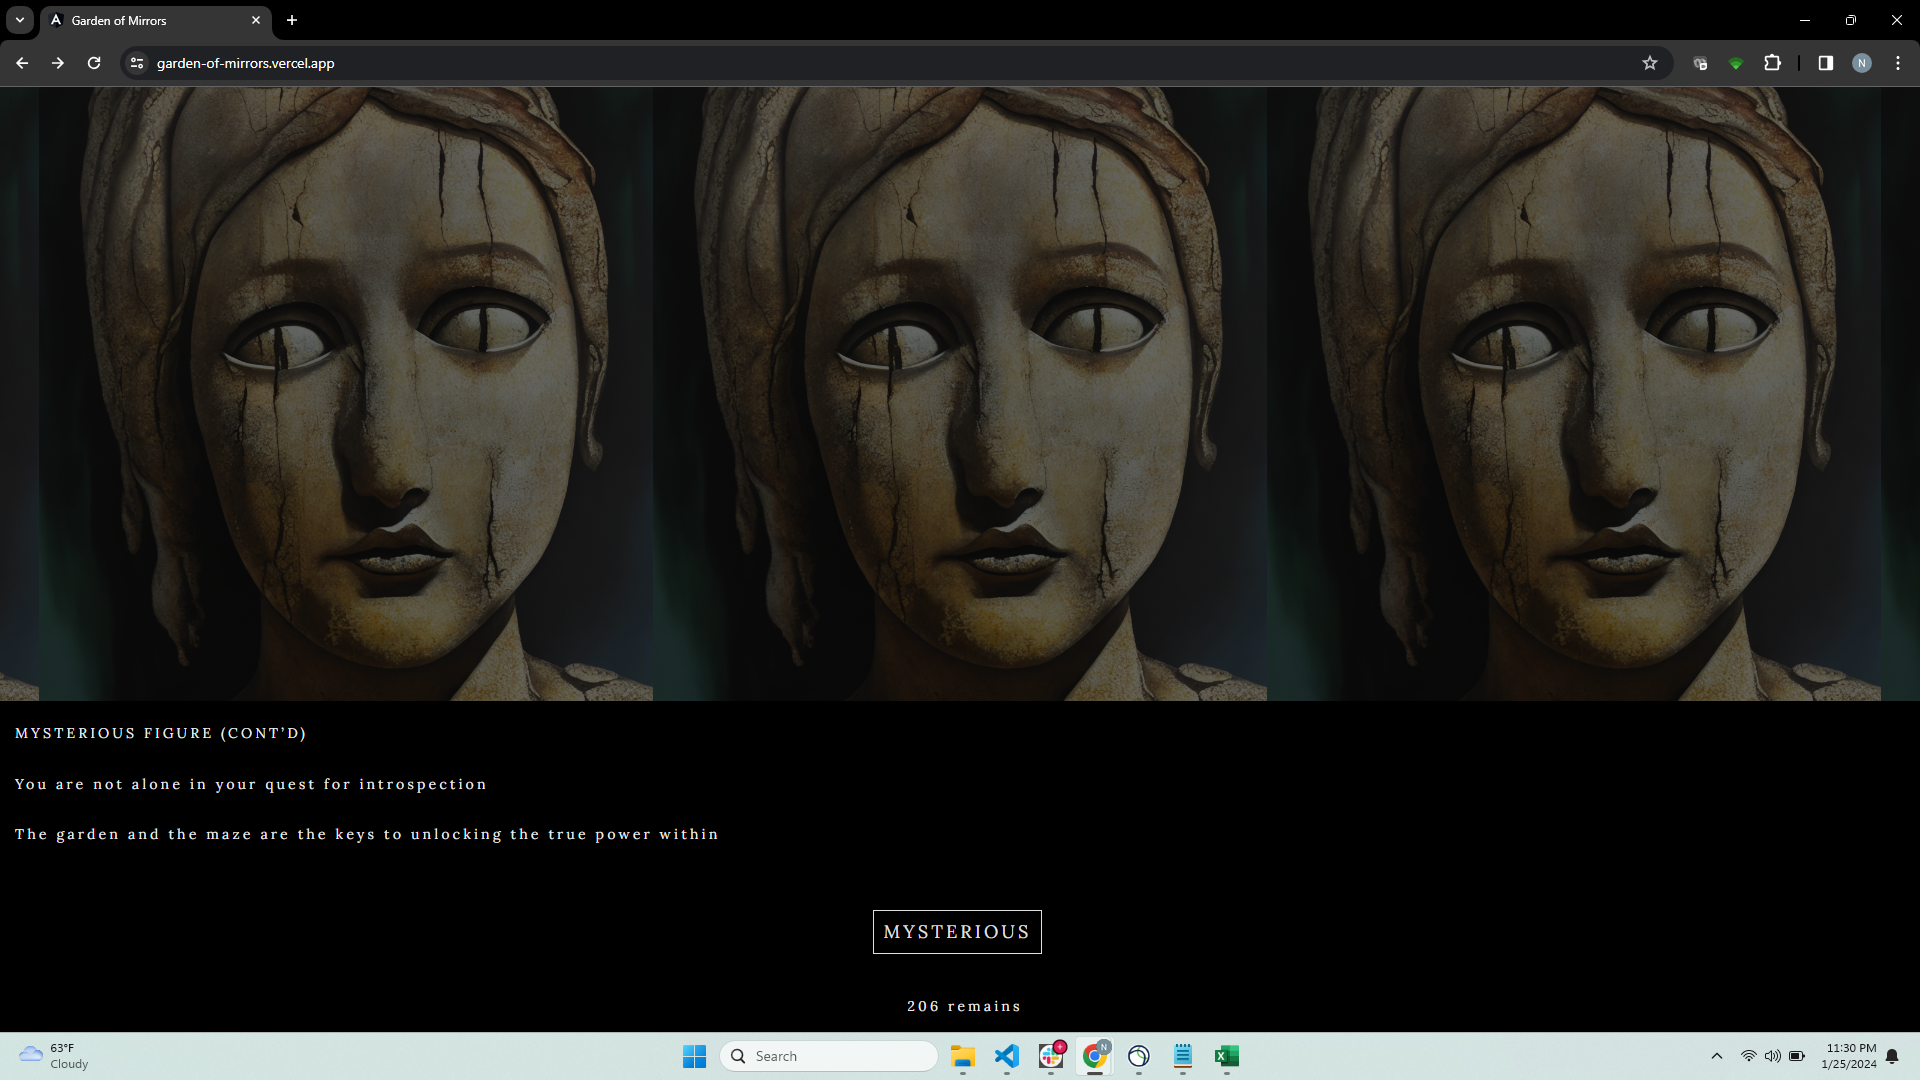 Garden of Mirrors
garden-of-mirrors.vercel.app
N
MYSTERIOUS FIGURE (CONT’D)
You are not alone in your quest for introspection
The garden and the maze are the keys to unlocking the true power within
MYSTERIOUS
206 remains
63°F
Cloudy
Search
N
11:30 PM
1/25/2024